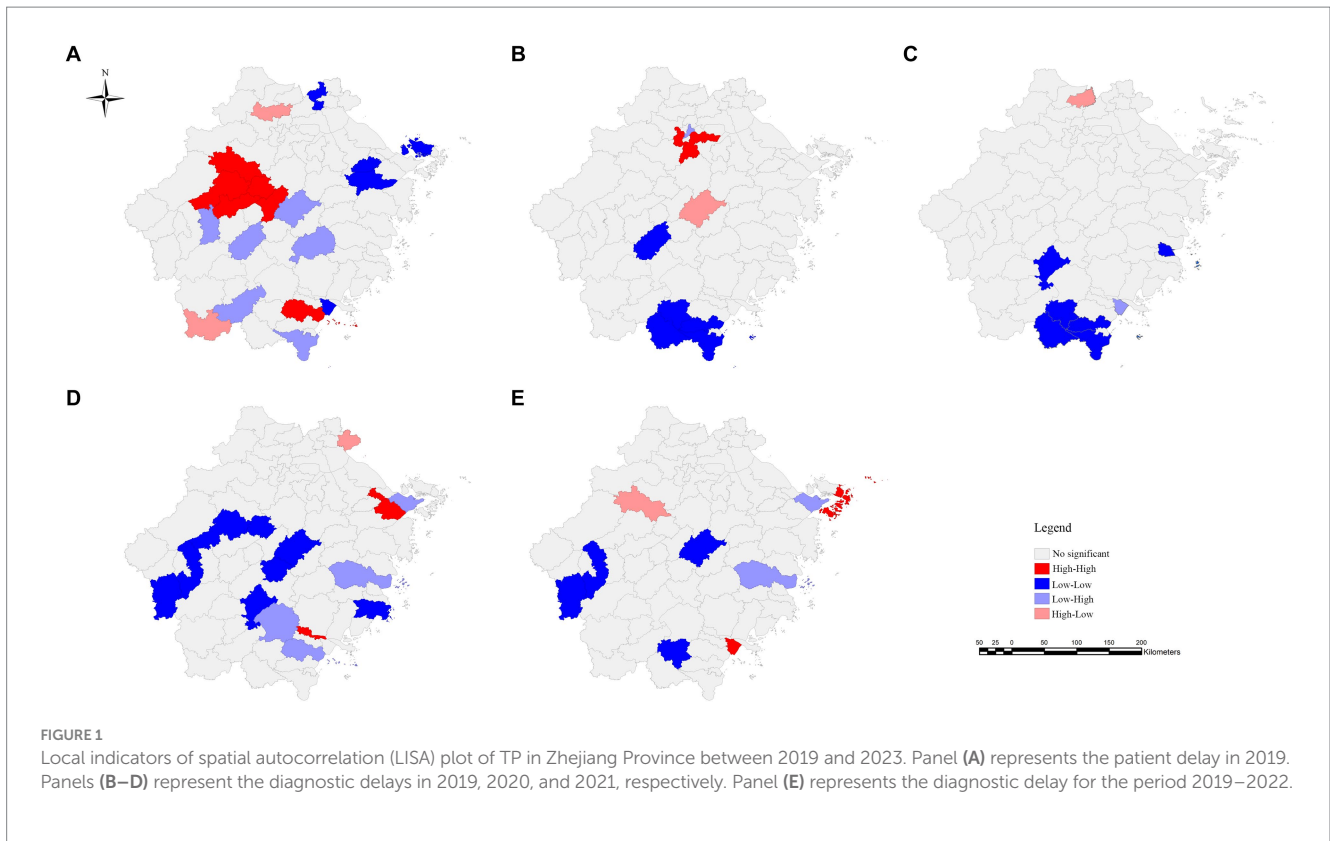 A
B
C
N
D
E
Legend
No significant
High-High
Low-Low
Low-High
High-Low
50 25 0 50 100 150 200
Kilometers
FIGURE 1
Local indicators of spatial autocorrelation (LISA) plot of TP in Zhejiang Province between 2019 and 2023. Panel (A) represents the patient delay in 2019.
Panels (B–D) represent the diagnostic delays in 2019, 2020, and 2021, respectively. Panel (E) represents the diagnostic delay for the period 2019–2022.